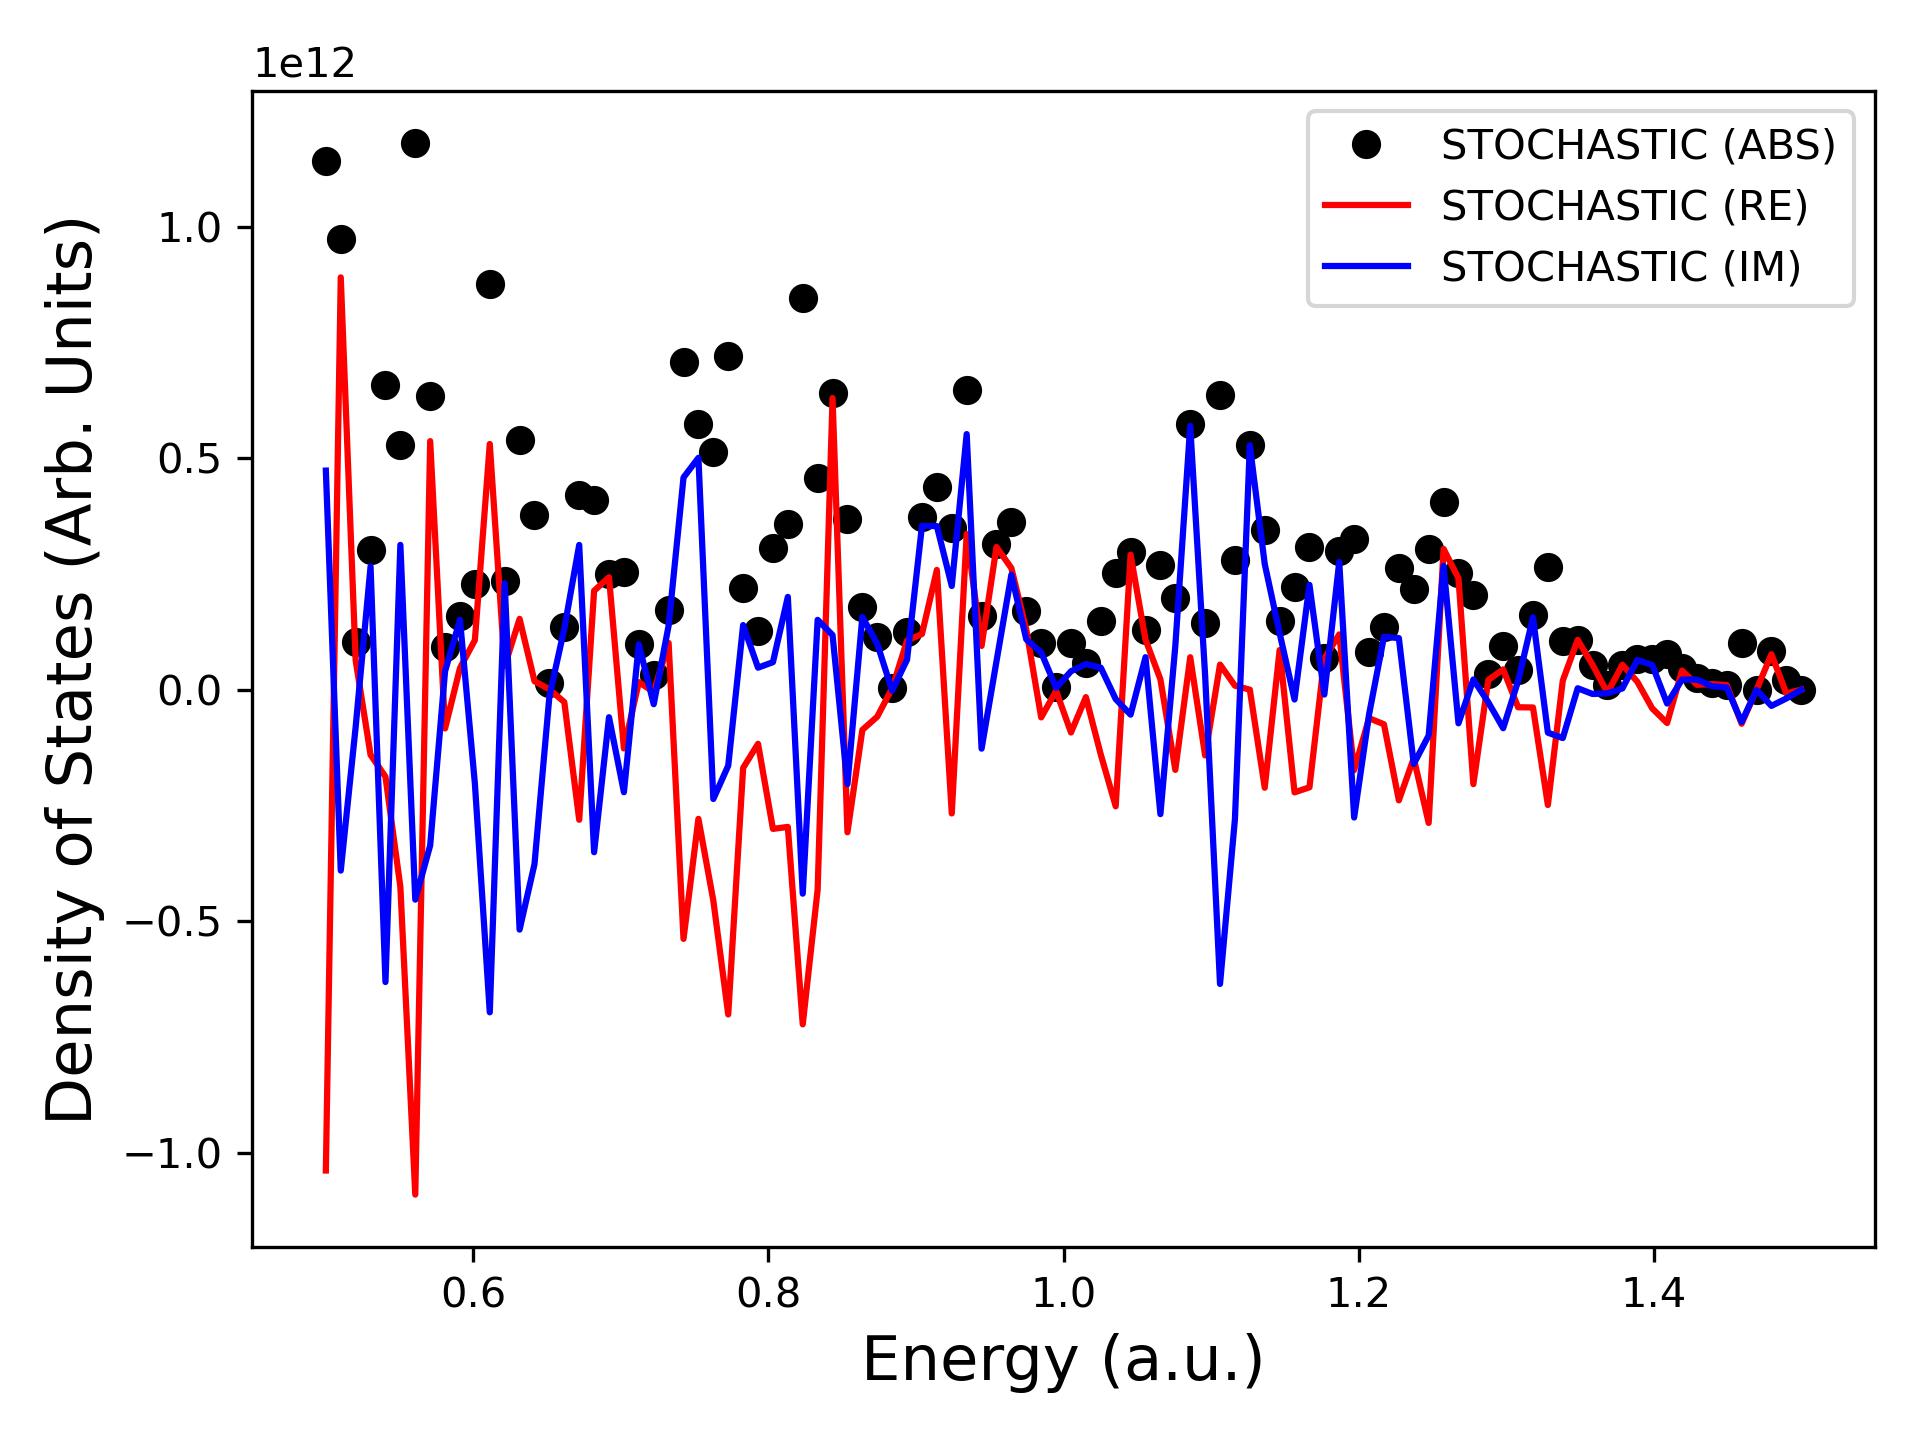 1e12
STOCHASTIC (ABS)
STOCHASTIC (RE)
STOCHASTIC (IM)
Density of States (Arb. Units)
1.0
0.5
0.0
−0.5
−1.0
0.6 0.8 1.0 1.2 1.4
Energy (a.u.)